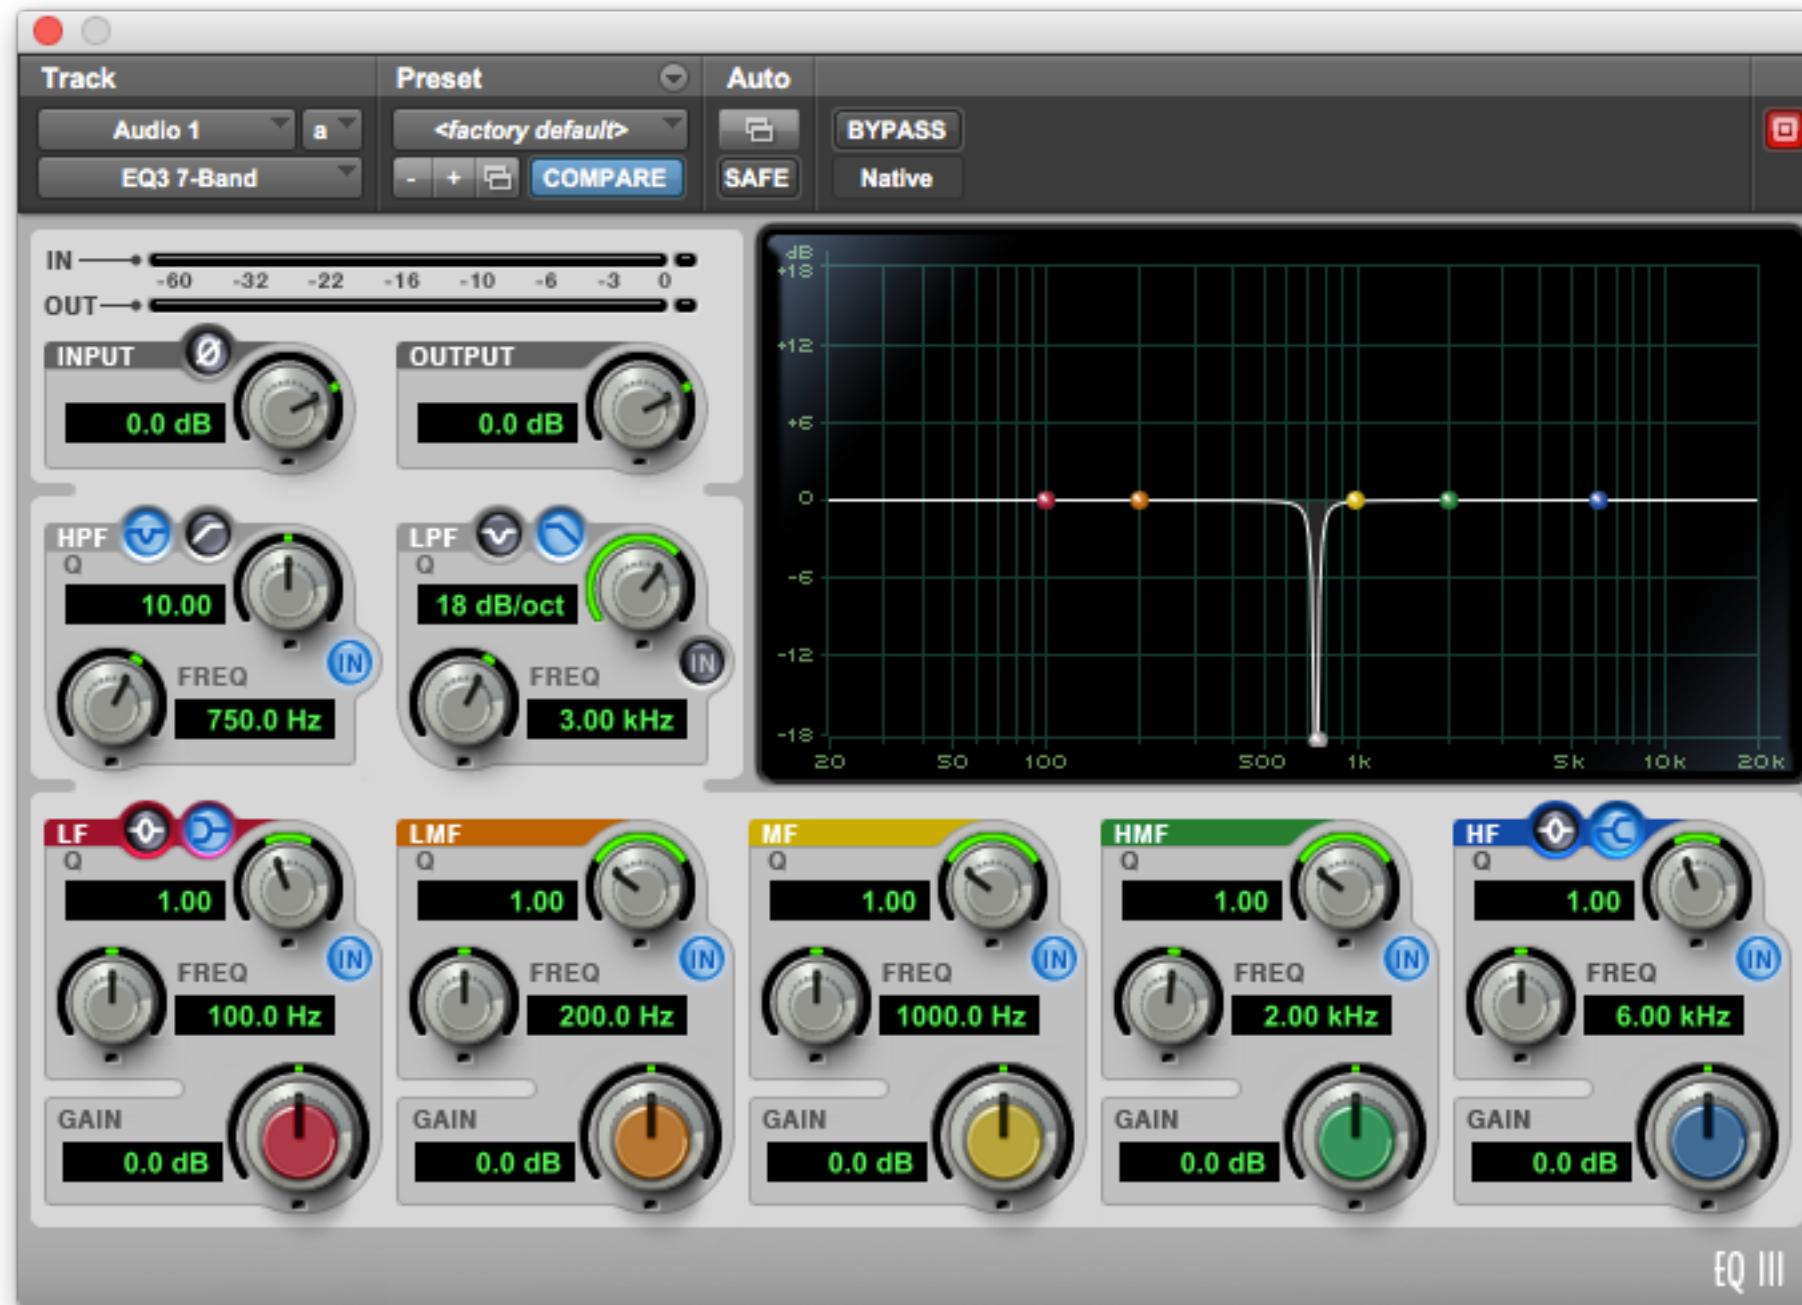 Track Preset Auto
Audio 1 a <factory default> BYPASS
EQ3 7-Band - + COMPARE SAFE Native
IN
-60 -32 -22 -16 -10 -6 -3 0
OUT
INPUT Ø OUTPUT
0.0 dB 0.0 dB
HPF LPF
Q Q
10.00 18 dB/oct
IN IN
FREQ FREQ
750.0 Hz 3.00 kHz
dB
+18
+12
+6
0
-6
-12
-18
20 50 100 500 1k 5k 10k 20k
LF LMF MF HMF HF
Q Q Q Q Q
1.00 1.00 1.00 1.00 1.00
IN IN IN IN IN
FREQ FREQ FREQ FREQ FREQ
100.0 Hz 200.0 Hz 1000.0 Hz 2.00 kHz 6.00 kHz
GAIN GAIN GAIN GAIN GAIN
0.0 dB 0.0 dB 0.0 dB 0.0 dB 0.0 dB
EQ III